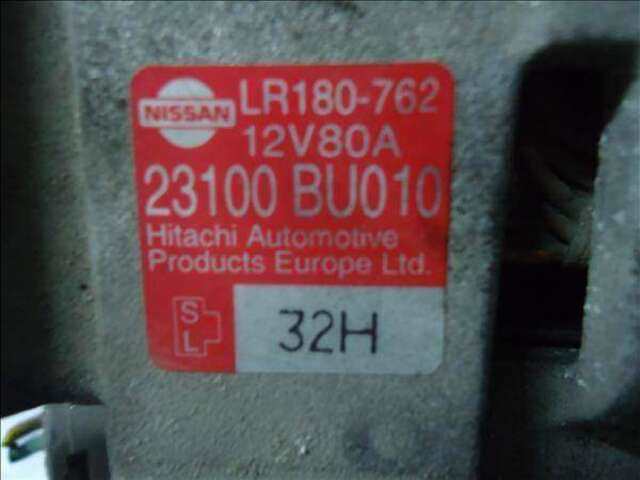 NISSAN LR180-762
12V80A
23100 BU010
Hitachi Automotive
Products Europe Ltd.
S
L
32H